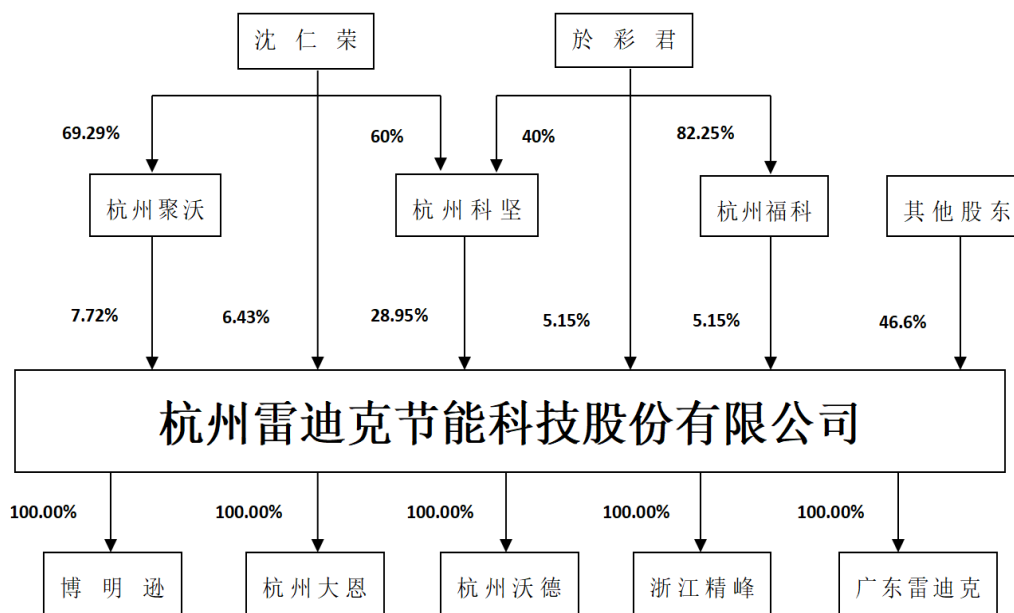 沈仁荣
於彩君
69.29%
60%
40%
82.25%
杭州聚沃
杭州科坚
杭州福科
其他股东
7.72%
6.43%
28.95%
5.15%
5.15%
46.6%
杭州雷迪克节能科技股份有限公司
100.00%
100.00%
100.00%
100.00%
100.00%
博明逊
杭州大恩
杭州沃德
浙江精峰
广东雷迪克